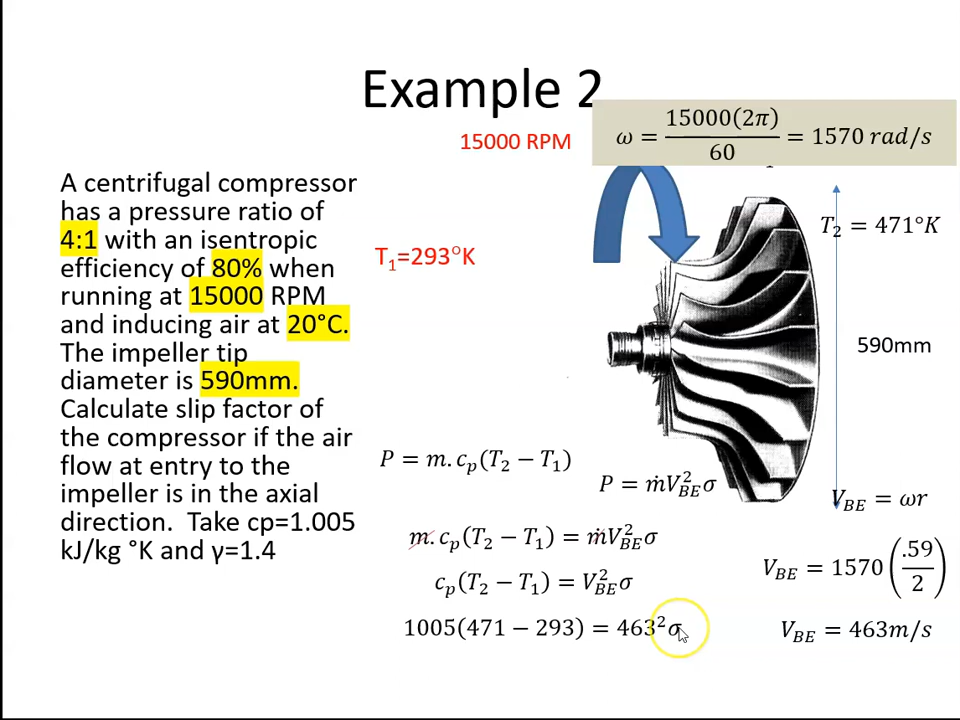 Example 2
15000 RPM
ω = 15000(2π)/60 = 1570 rad/s
A centrifugal compressor
has a pressure ratio of
4:1 with an isentropic
efficiency of 80% when
running at 15000 RPM
and inducing air at 20°C.
The impeller tip
diameter is 590mm.
Calculate slip factor of
the compressor if the air
flow at entry to the
impeller is in the axial
direction. Take cp=1.005
kJ/kg °K and γ=1.4
T₁=293°K
T₂ = 471°K
590mm
P = m.cₚ(T₂ − T₁)
P = ṁV²_BE σ
V_BE = ωr
m.cₚ(T₂ − T₁) = ṁV²_BE σ
V_BE = 1570(.59/2)
cₚ(T₂ − T₁) = V²_BE σ
1005(471 − 293) = 463²σ
V_BE = 463m/s